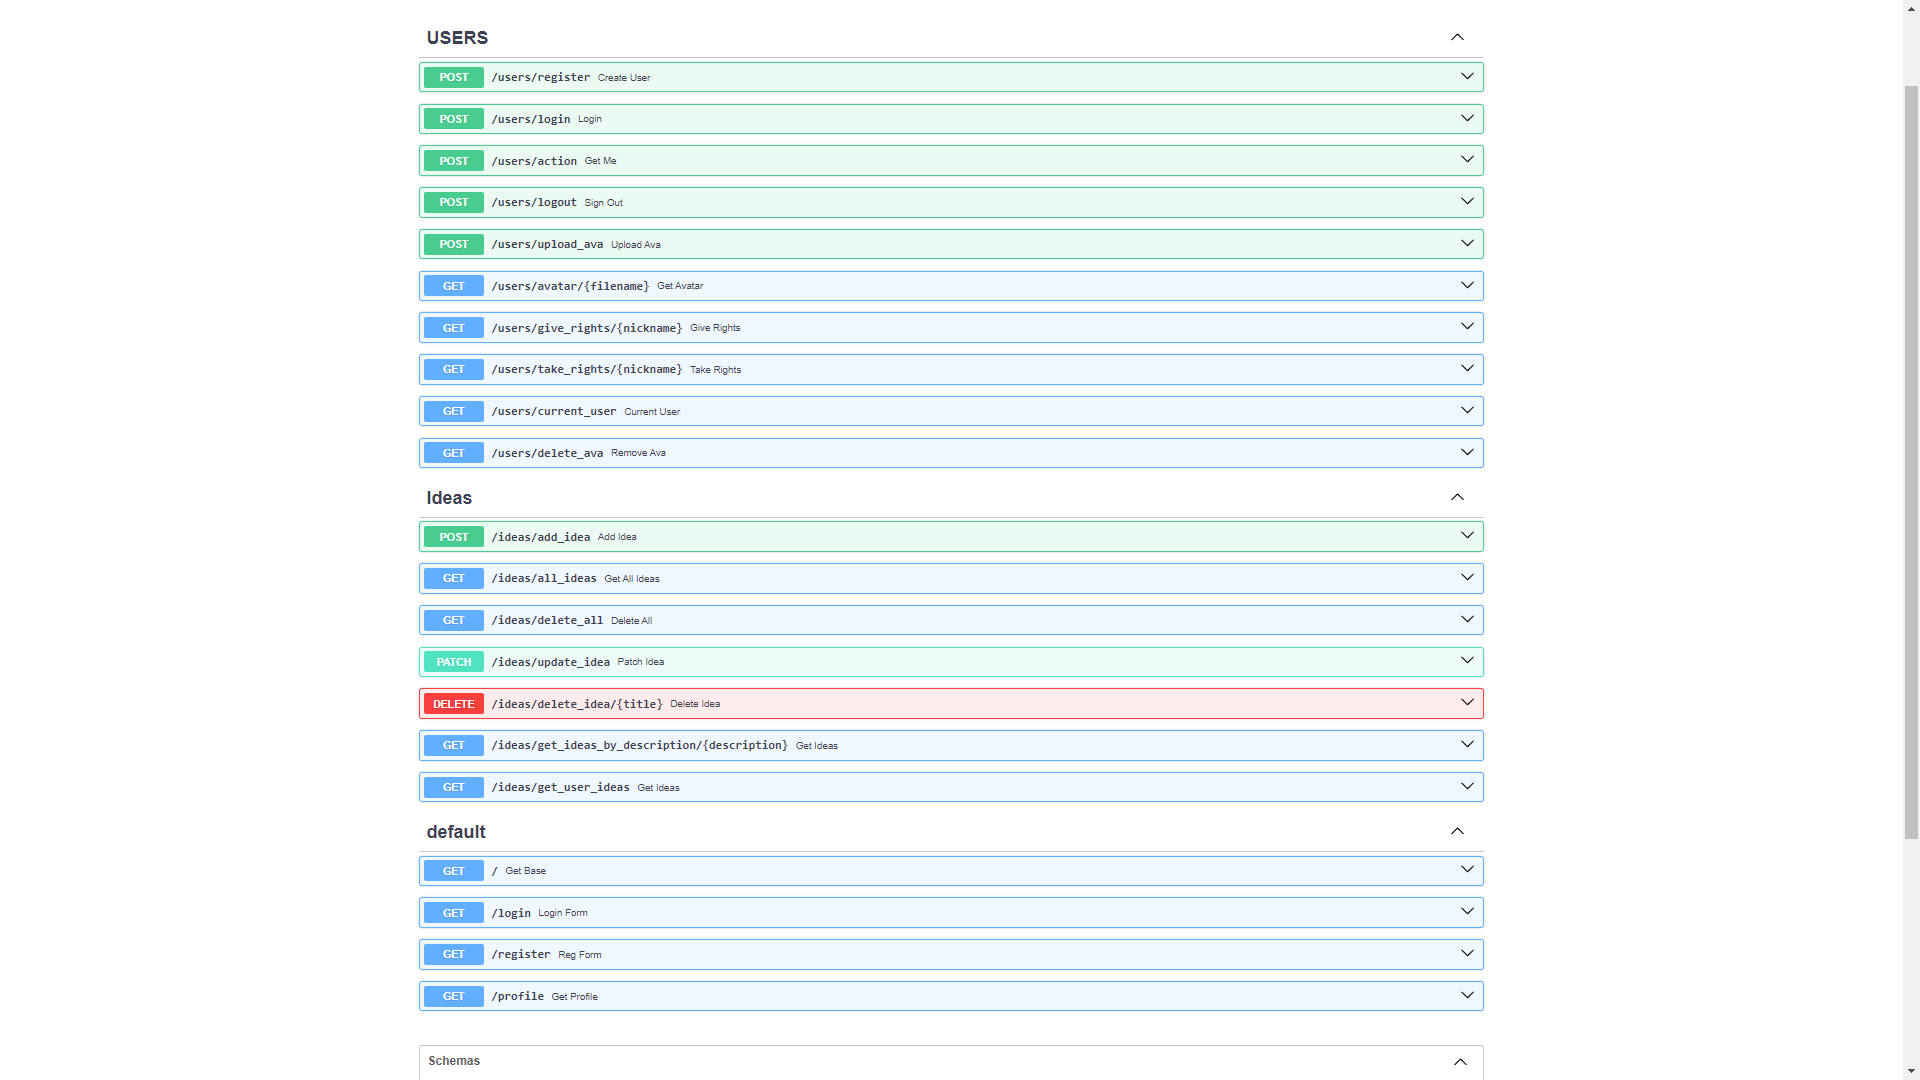 USERS
POST /users/register Create User
POST /users/login Login
POST /users/action Get Me
POST /users/logout Sign Out
POST /users/upload_ava Upload Ava
GET /users/avatar/{filename} Get Avatar
GET /users/give_rights/{nickname} Give Rights
GET /users/take_rights/{nickname} Take Rights
GET /users/current_user Current User
GET /users/delete_ava Remove Ava
Ideas
POST /ideas/add_idea Add Idea
GET /ideas/all_ideas Get All Ideas
GET /ideas/delete_all Delete All
PATCH /ideas/update_idea Patch Idea
DELETE /ideas/delete_idea/{title} Delete Idea
GET /ideas/get_ideas_by_description/{description} Get Ideas
GET /ideas/get_user_ideas Get Ideas
default
GET / Get Base
GET /login Login Form
GET /register Reg Form
GET /profile Get Profile
Schemas